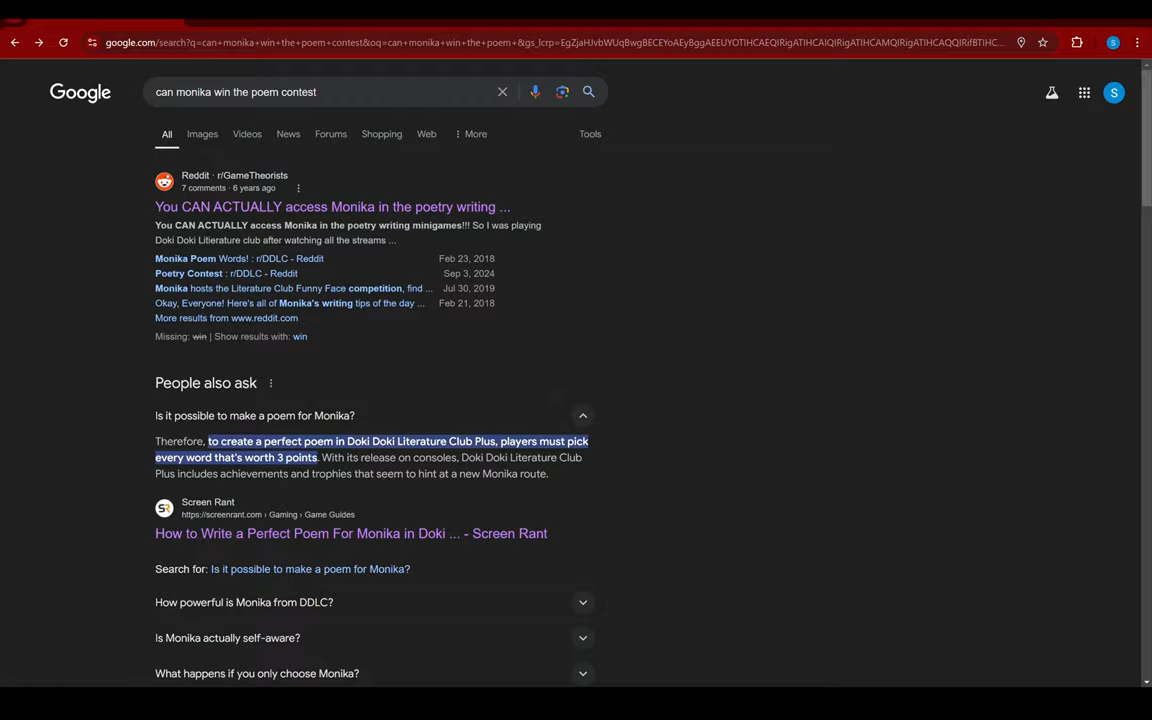 google.com/search?q=can+monika+win+the+poem+contest&oq=can+monika+win+the+poem+&gs_lcrp=EgZjaHJvbWUqBwgBECEYoAEyBggAEEUYOTIHCAEQIRigATIHCAIQIRigATIHCAMQIRigATIHCAQQIRifBTIHC...
S
Google
can monika win the poem contest
S
All Images Videos News Forums Shopping Web More Tools
Reddit · r/GameTheorists
7 comments · 6 years ago
You CAN ACTUALLY access Monika in the poetry writing ...
You CAN ACTUALLY access Monika in the poetry writing minigames!!! So I was playing
Doki Doki Litierature club after watching all the streams ...
Monika Poem Words! : r/DDLC - Reddit Feb 23, 2018
Poetry Contest : r/DDLC - Reddit Sep 3, 2024
Monika hosts the Literature Club Funny Face competition, find ... Jul 30, 2019
Okay, Everyone! Here's all of Monika's writing tips of the day ... Feb 21, 2018
More results from www.reddit.com
Missing: win | Show results with: win
People also ask
Is it possible to make a poem for Monika?
Therefore, to create a perfect poem in Doki Doki Literature Club Plus, players must pick
every word that's worth 3 points. With its release on consoles, Doki Doki Literature Club
Plus includes achievements and trophies that seem to hint at a new Monika route.
SR
Screen Rant
https://screenrant.com › Gaming › Game Guides
How to Write a Perfect Poem For Monika in Doki ... - Screen Rant
Search for: Is it possible to make a poem for Monika?
How powerful is Monika from DDLC?
Is Monika actually self-aware?
What happens if you only choose Monika?